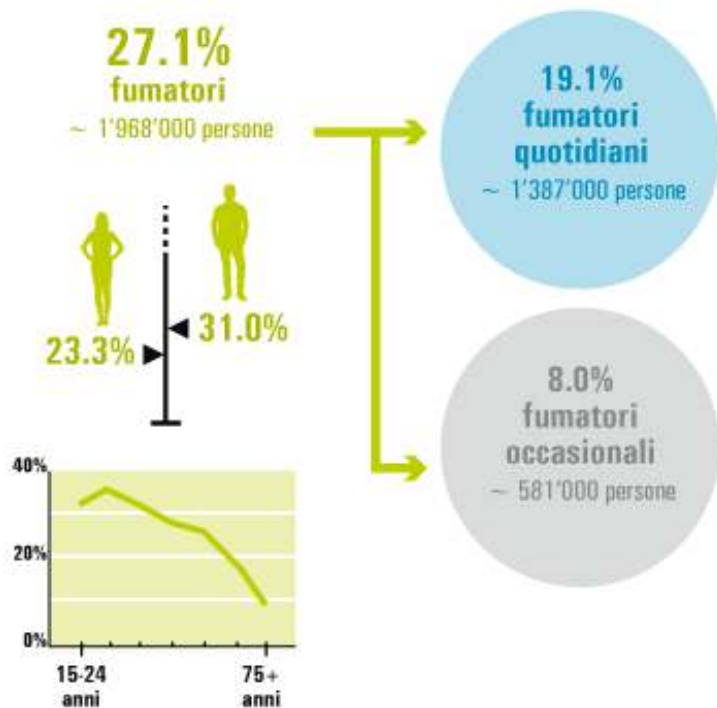 27.1%
fumatori
~ 1'968'000 persone
19.1%
fumatori
quotidiani
~ 1'387'000 persone
31.0%
23.3%
8.0%
fumatori
occasionali
~ 581'000 persone
40%
20%
0%
15-24
anni
75+
anni